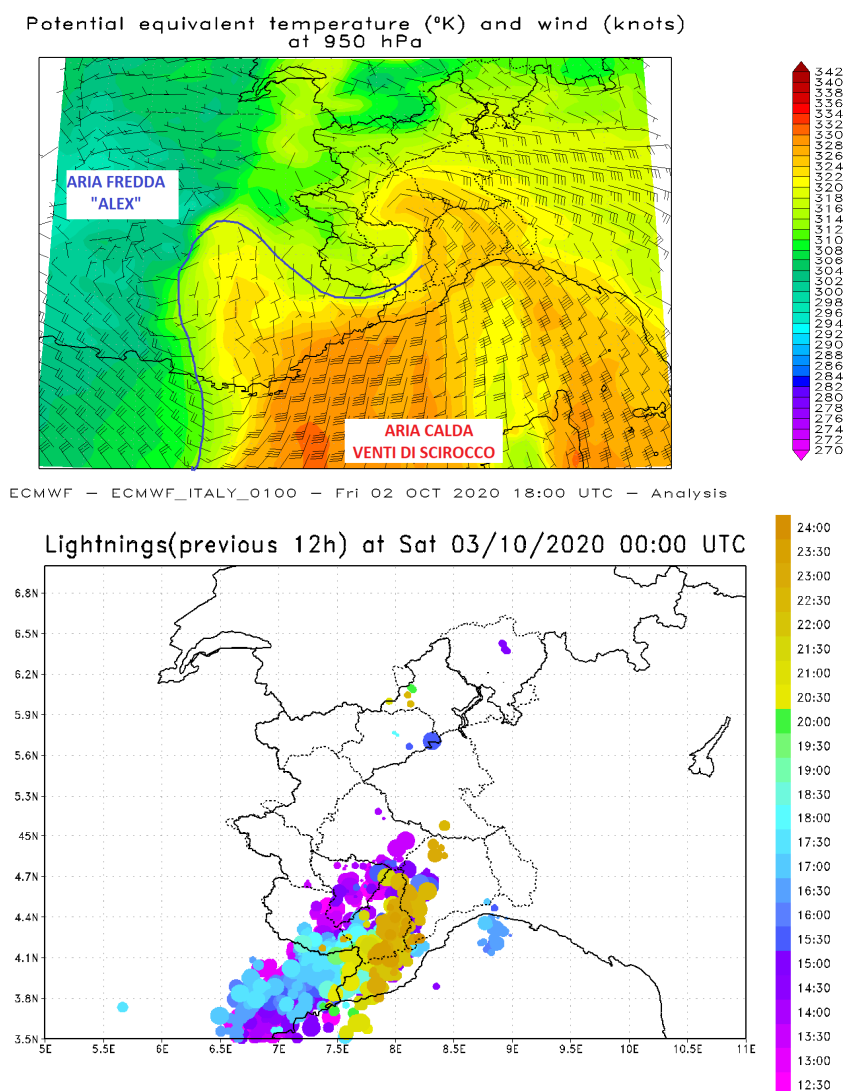 Potential equivalent temperature (°K) and wind (knots)
at 950 hPa
ARIA FREDDA
"ALEX"
ARIA CALDA
VENTI DI SCIROCCO
342
340
338
336
334
332
328
326
324
322
320
318
316
314
312
310
308
306
304
302
300
298
296
294
292
290
288
286
284
282
280
278
276
274
272
270
ECMWF – ECMWF_ITALY_0100 – Fri 02 OCT 2020 18:00 UTC – Analysis
Lightnings(previous 12h) at Sat 03/10/2020 00:00 UTC
6.8N
6.5N
6.2N
5.9N
5.6N
5.3N
45N
4.7N
4.4N
4.1N
3.8N
3.5N
5E
5.5E
6E
6.5E
7E
7.5E
8E
8.5E
9E
9.5E
10E
10.5E
11E
24:00
23:30
23:00
22:30
22:00
21:30
21:00
20:30
20:00
19:30
19:00
18:30
18:00
17:30
17:00
16:30
16:00
15:30
15:00
14:30
14:00
13:30
13:00
12:30